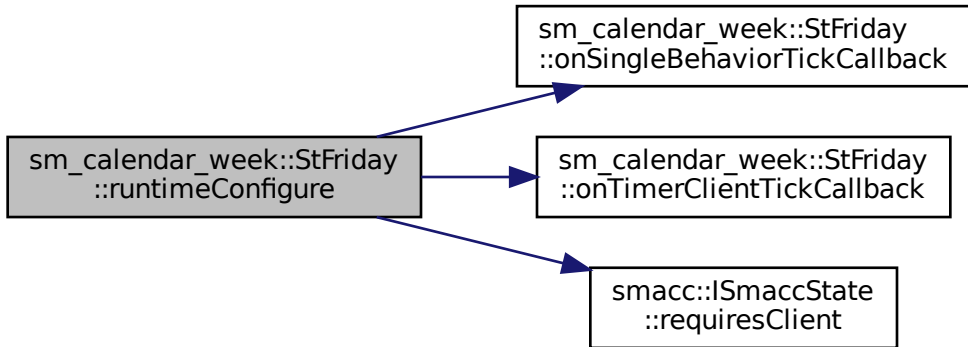 sm_calendar_week::StFriday
::onSingleBehaviorTickCallback
sm_calendar_week::StFriday
::runtimeConfigure
sm_calendar_week::StFriday
::onTimerClientTickCallback
smacc::ISmaccState
::requiresClient